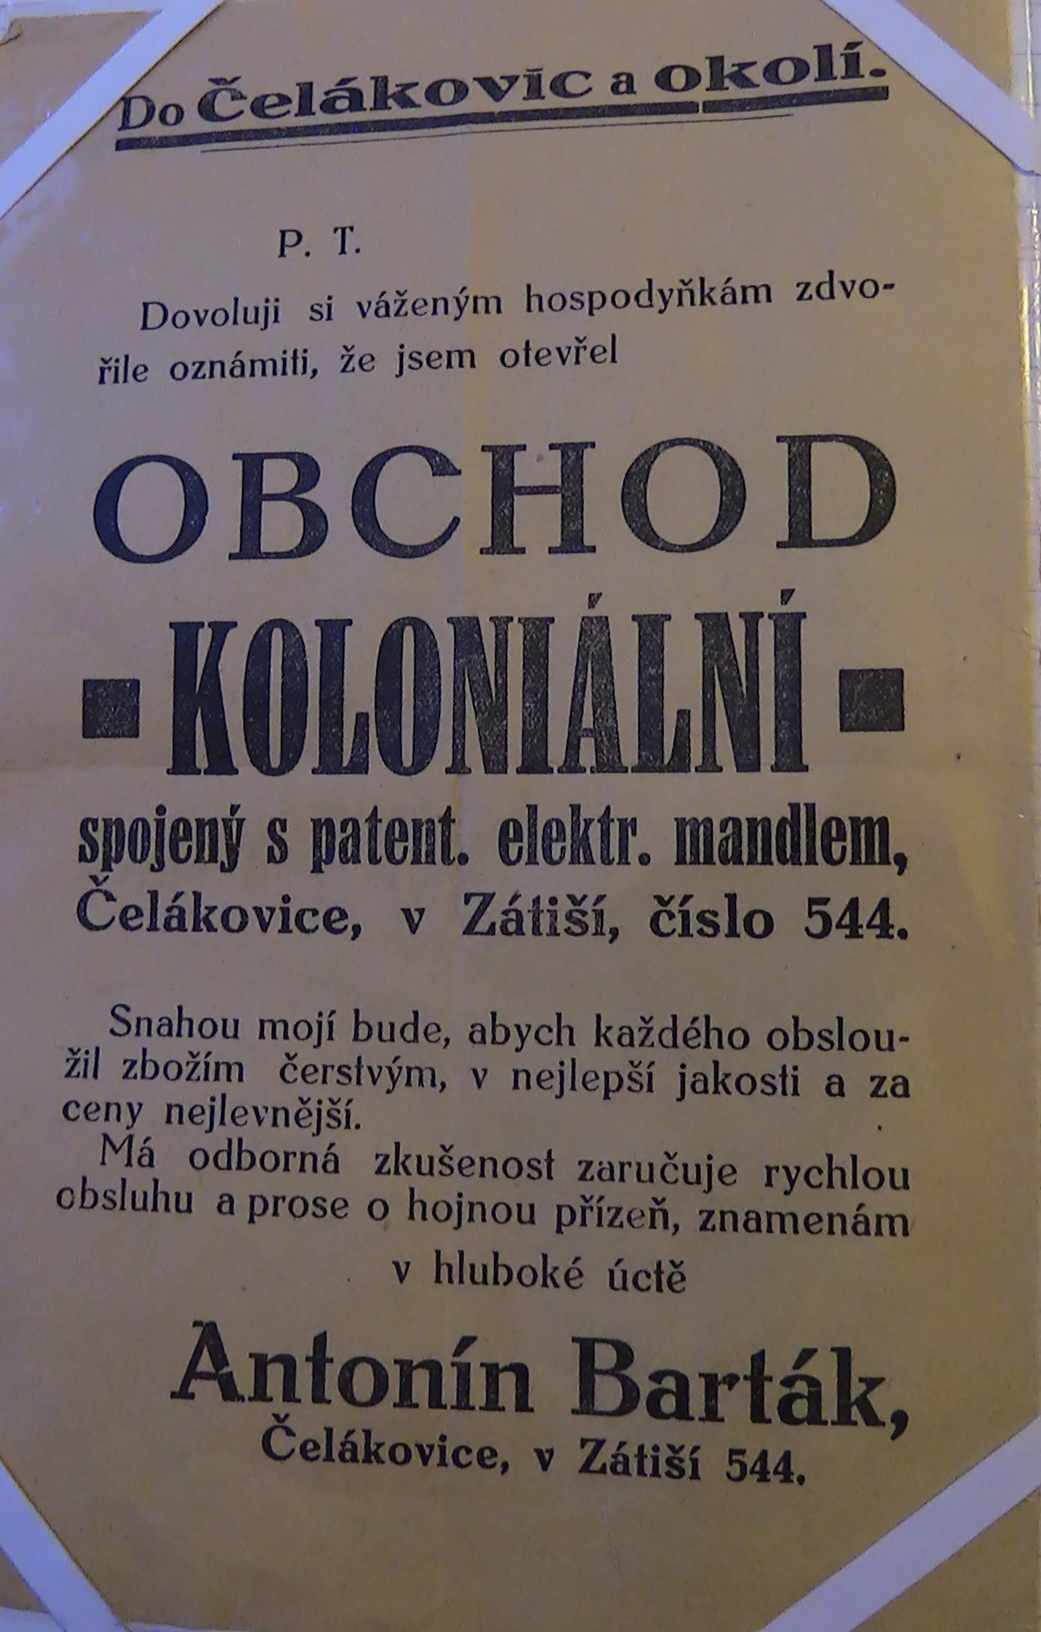 Do Čelákovic a okolí.
P. T.
Dovoluji si váženým hospodyňkám zdvo-
řile oznámiti, že jsem otevřel
OBCHOD
KOLONIÁLNÍ
spojený s patent. elektr. mandlem,
Čelákovice, v Zátiší, číslo 544.
Snahou mojí bude, abych každého obslou-
žil zbožím čerstvým, v nejlepší jakosti a za
ceny nejlevnější.
Má odborná zkušenost zaručuje rychlou
obsluhu a prose o hojnou přízeň, znamenám
v hluboké úctě
Antonín Barták,
Čelákovice, v Zátiší 544.